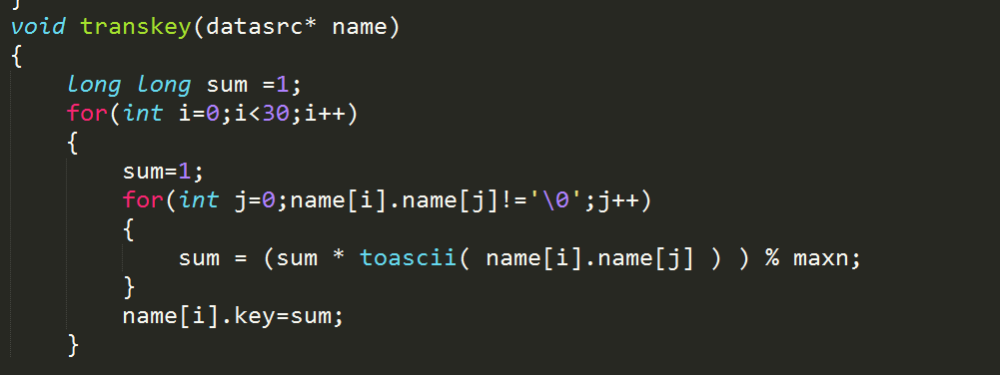 }
void transkey(datasrc* name)
{
    long long sum =1;
    for(int i=0;i<30;i++)
    {
        sum=1;
        for(int j=0;name[i].name[j]!='\0';j++)
        {
            sum = (sum * toascii( name[i].name[j] ) ) % maxn;
        }
        name[i].key=sum;
    }